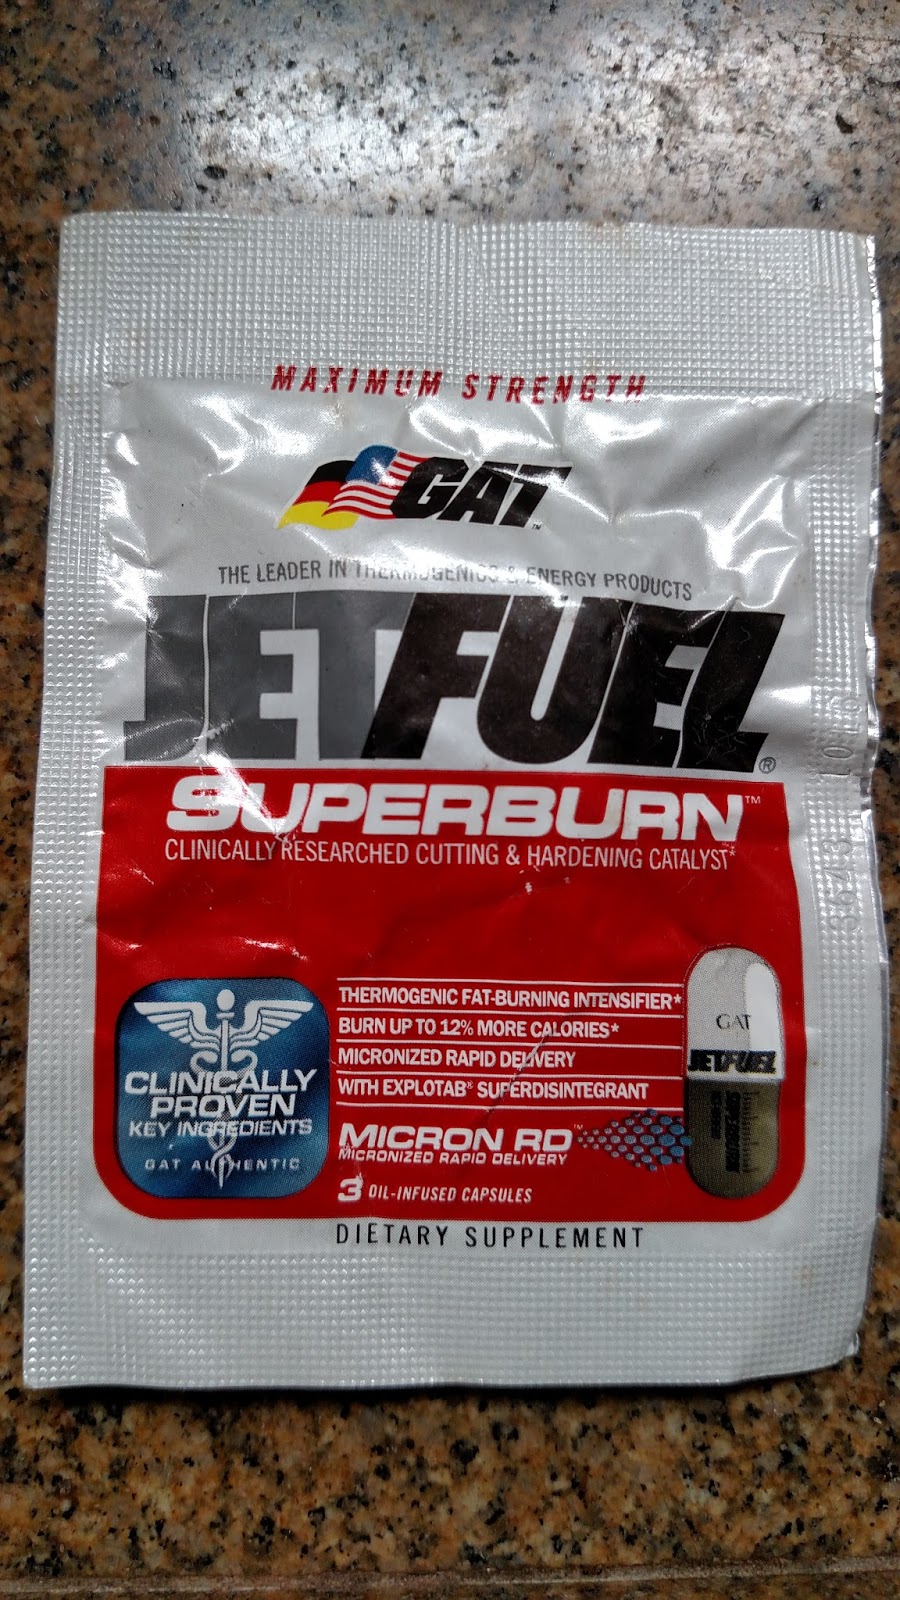 MAXIMUM STRENGTH
GAT™
THE LEADER IN THERMOGENICS & ENERGY PRODUCTS
JETFUEL®
SUPERBURN™
CLINICALLY RESEARCHED CUTTING & HARDENING CATALYST*
THERMOGENIC FAT-BURNING INTENSIFIER*
BURN UP TO 12% MORE CALORIES*
MICRONIZED RAPID DELIVERY
WITH EXPLOTAB® SUPERDISINTEGRANT
CLINICALLY
PROVEN
KEY INGREDIENTS
GAT AUTHENTIC
MICRON RD™
MICRONIZED RAPID DELIVERY
3 OIL-INFUSED CAPSULES
GAT
JETFUEL
DIETARY SUPPLEMENT